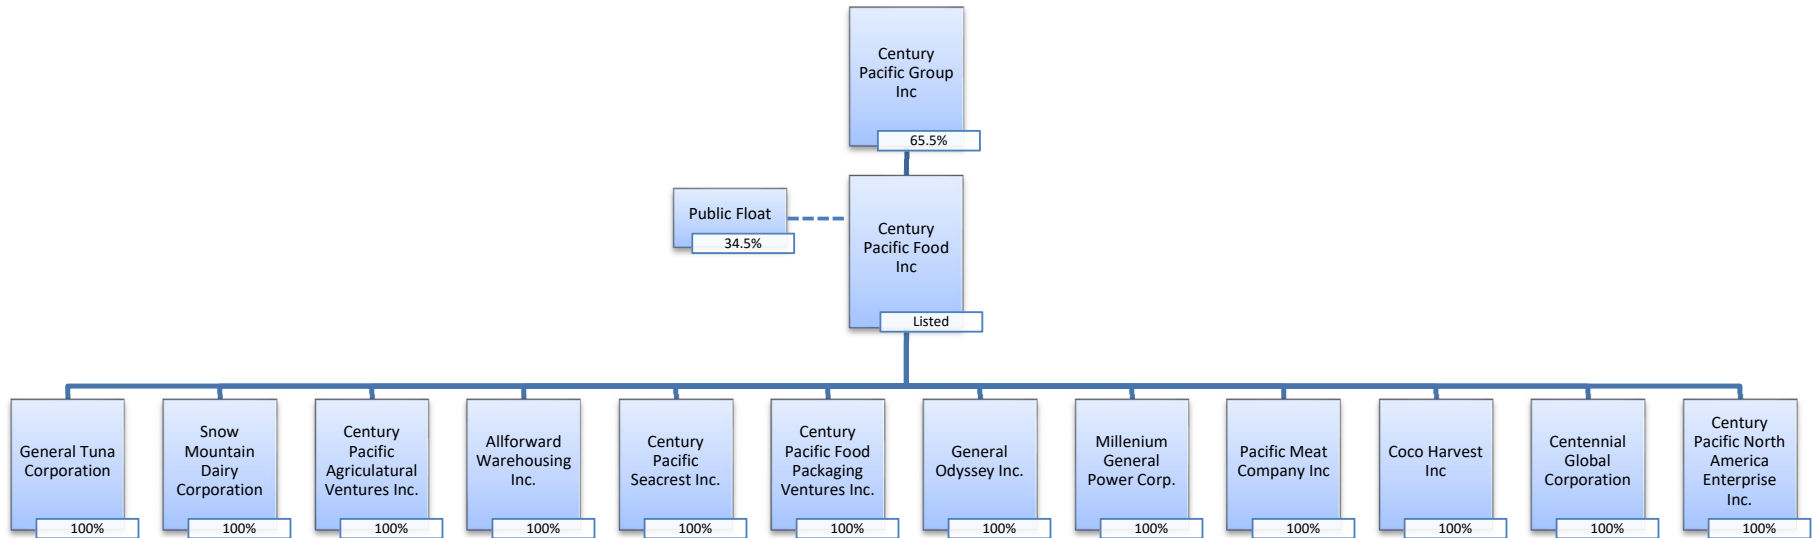 Century
Pacific Group
Inc
65.5%
Public Float
34.5%
Century
Pacific Food
Inc
Listed
General Tuna
Corporation
100%
Snow
Mountain
Dairy
Corporation
100%
Century
Pacific
Agriculatural
Ventures Inc.
100%
Allforward
Warehousing
Inc.
100%
Century
Pacific
Seacrest Inc.
100%
Century
Pacific Food
Packaging
Ventures Inc.
100%
General
Odyssey Inc.
100%
Millenium
General
Power Corp.
100%
Pacific Meat
Company Inc
100%
Coco Harvest
Inc
100%
Centennial
Global
Corporation
100%
Century
Pacific North
America
Enterprise
Inc.
100%